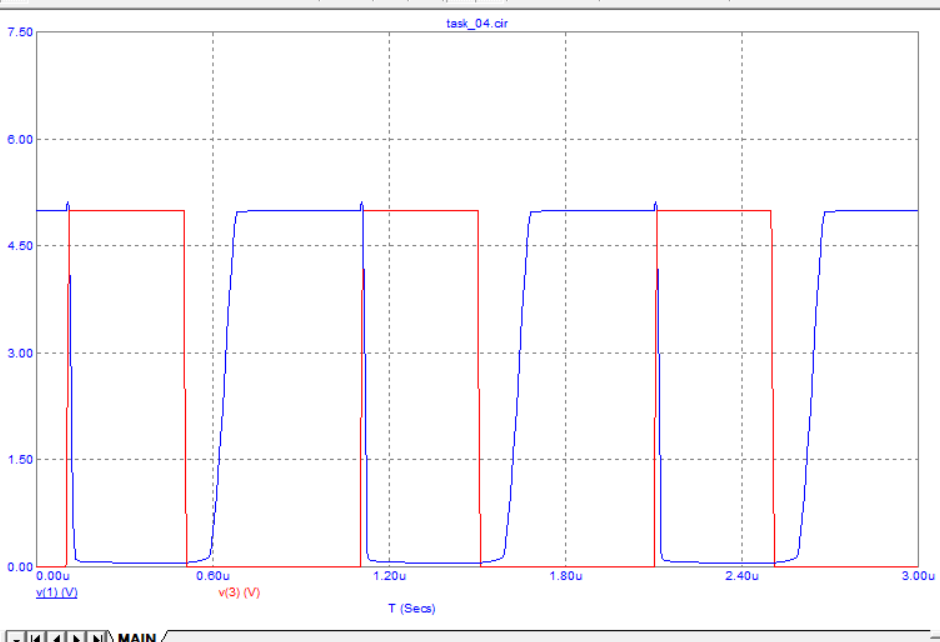 task_04.cir
7.50
6.00
4.50
3.00
1.50
0.00
0.00u 0.60u 1.20u 1.80u 2.40u 3.00u
v(1) (V) v(3) (V)
T (Secs)
MAIN